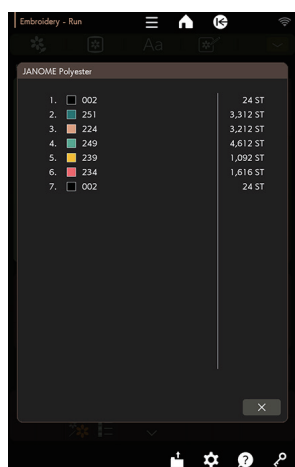 Embroidery - Run
Aa
JANOME Polyester
1. 002 24 ST
2. 251 3,312 ST
3. 224 3,212 ST
4. 249 4,612 ST
5. 239 1,092 ST
6. 234 1,616 ST
7. 002 24 ST